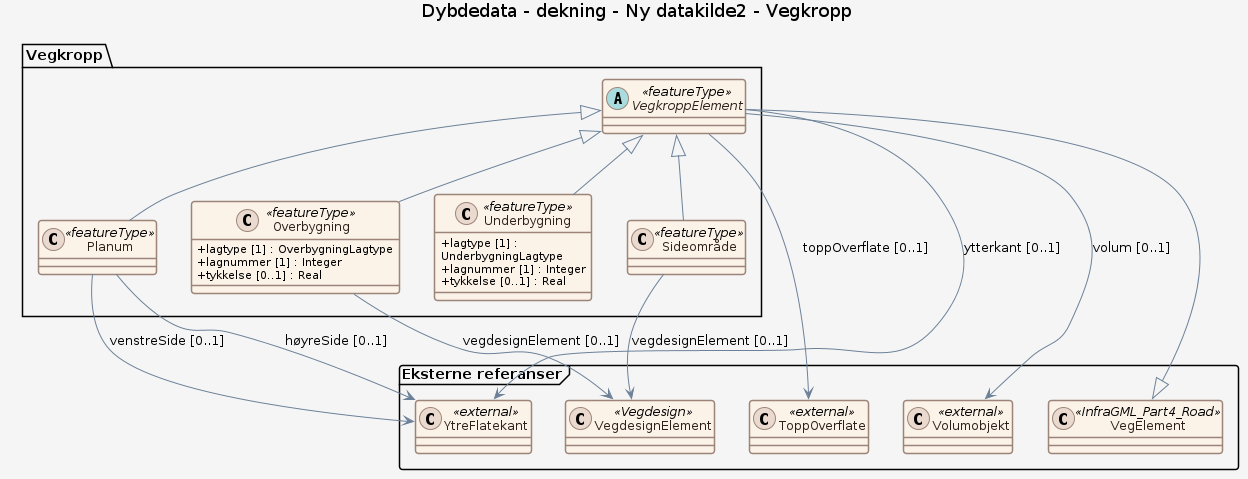 Dybdedata - dekning - Ny datakilde2 - Vegkropp
Vegkropp
A
«featureType»
VegkroppElement
C
«featureType»
Planum
C
«featureType»
Overbygning
+lagtype [1] : OverbygningLagtype
+lagnummer [1] : Integer
+tykkelse [0..1] : Real
C
«featureType»
Underbygning
+lagtype [1] :
UnderbygningLagtype
+lagnummer [1] : Integer
+tykkelse [0..1] : Real
C
«featureType»
Sideområde
toppOverflate [0..1]
ytterkant [0..1]
volum [0..1]
venstreSide [0..1]
høyreSide [0..1]
vegdesignElement [0..1]
vegdesignElement [0..1]
Eksterne referanser
C
«external»
YtreFlatekant
C
«Vegdesign»
VegdesignElement
C
«external»
ToppOverflate
C
«external»
Volumobjekt
C
«InfraGML_Part4_Road»
VegElement